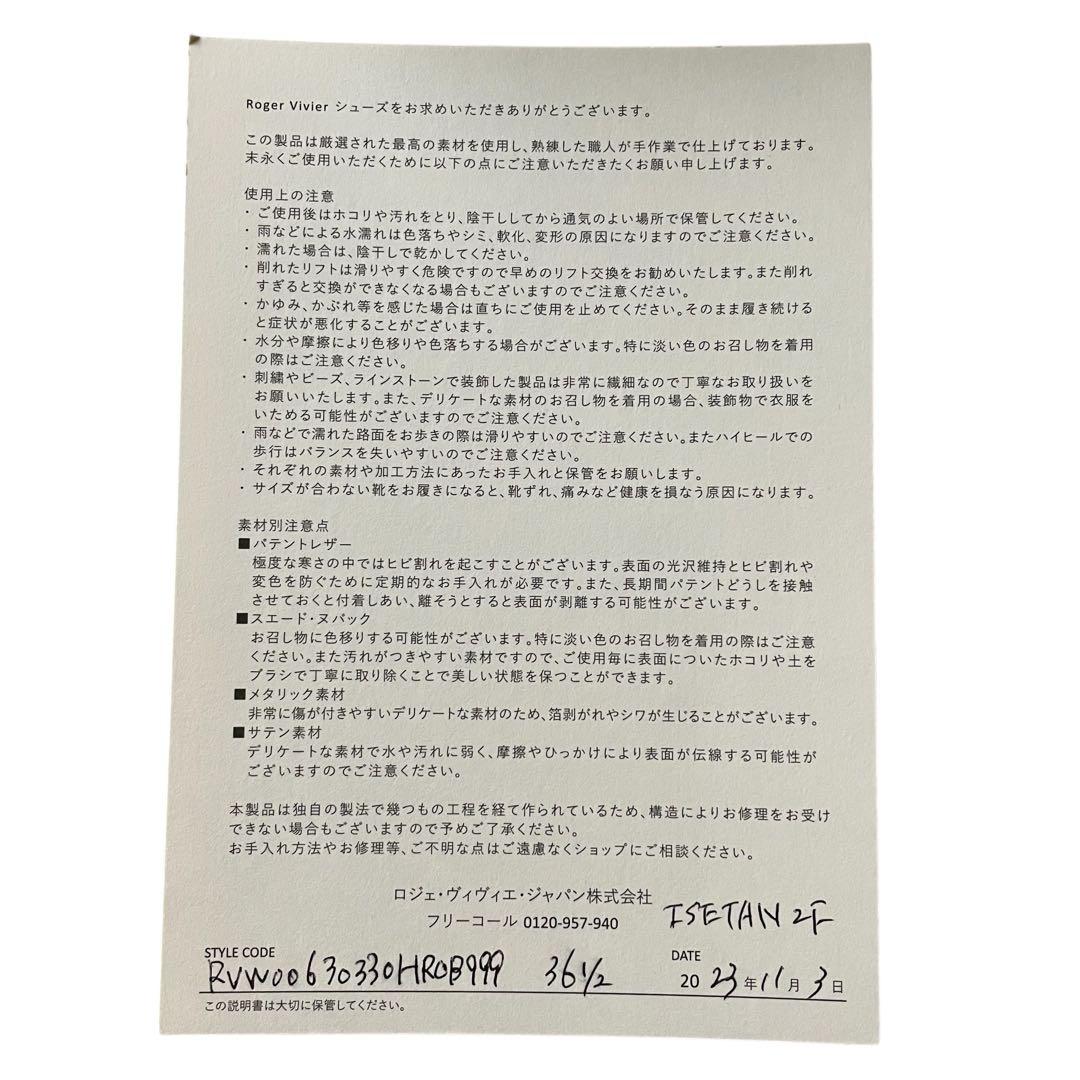 Roger Vivier シューズをお求めいただきありがとうございます。
この製品は厳選された最高の素材を使用し、熟練した職人が手作業で仕上げております。
末永くご使用いただくために以下の点にご注意いただきたくお願い申し上げます。
使用上の注意
・ご使用後はホコリや汚れをとり、陰干ししてから通気のよい場所で保管してください。
・雨などによる水濡れは色落ちやシミ、軟化、変形の原因になりますのでご注意ください。
・濡れた場合は、陰干しで乾かしてください。
・削れたリフトは滑りやすく危険ですので早めのリフト交換をお勧めいたします。また削れ
すぎると交換ができなくなる場合もございますのでご注意ください。
・かゆみ、かぶれ等を感じた場合は直ちにご使用を止めてください。そのまま履き続ける
と症状が悪化することがございます。
・水分や摩擦により色移りや色落ちする場合がございます。特に淡い色のお召し物を着用
の際はご注意ください。
・刺繍やビーズ、ラインストーンで装飾した製品は非常に繊細なので丁寧なお取り扱いを
お願いいたします。また、デリケートな素材のお召し物を着用の場合、装飾物で衣服を
いためる可能性がございますのでご注意ください。
・雨などで濡れた路面をお歩きの際は滑りやすいのでご注意ください。またハイヒールでの
歩行はバランスを失いやすいのでご注意ください。
・それぞれの素材や加工方法にあったお手入れと保管をお願いします。
・サイズが合わない靴をお履きになると、靴ずれ、痛みなど健康を損なう原因になります。
素材別注意点
■パテントレザー
極度な寒さの中ではヒビ割れを起こすことがございます。表面の光沢維持とヒビ割れや
変色を防ぐために定期的なお手入れが必要です。また、長期間パテントどうしを接触
させておくと付着しあい、離そうとすると表面が剥離する可能性がございます。
■スエード・ヌバック
お召し物に色移りする可能性がございます。特に淡い色のお召し物を着用の際はご注意
ください。また汚れがつきやすい素材ですので、ご使用毎に表面についたホコリや土を
ブラシで丁寧に取り除くことで美しい状態を保つことができます。
■メタリック素材
非常に傷が付きやすいデリケートな素材のため、箔剥がれやシワが生じることがございます。
■サテン素材
デリケートな素材で水や汚れに弱く、摩擦やひっかけにより表面が伝線する可能性が
ございますのでご注意ください。
本製品は独自の製法で幾つもの工程を経て作られているため、構造によりお修理をお受け
できない場合もございますので予めご了承ください。
お手入れ方法やお修理等、ご不明な点はご遠慮なくショップにご相談ください。
ロジェ・ヴィヴィエ・ジャパン株式会社
フリーコール 0120-957-940 ISETAN 2F
STYLE CODE RVW00630330HR0B999 36 1/2 DATE 2023年11月3日
この説明書は大切に保管してください。